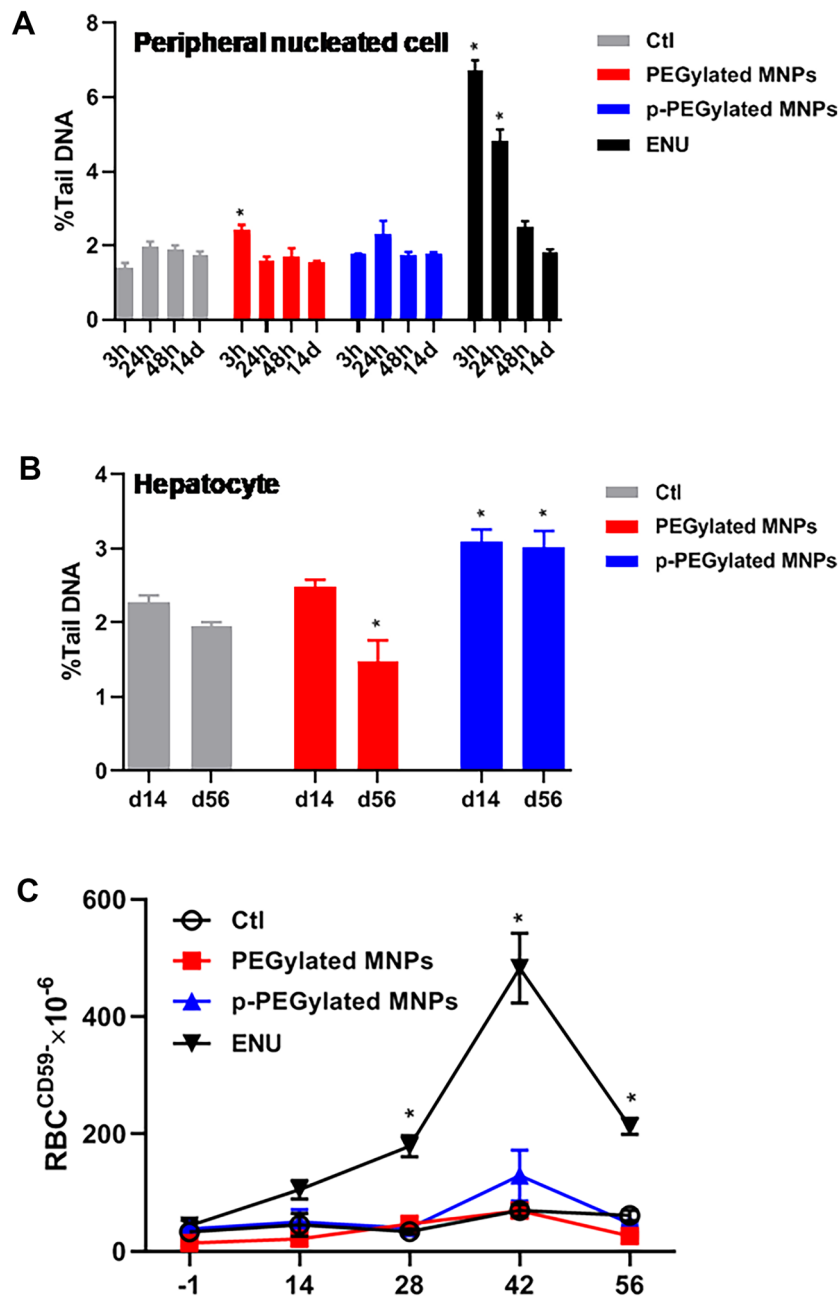 A
Peripheral nucleated cell
%Tail DNA
8
6
4
2
0
*
*
*
3h 24h 48h 14d 3h 24h 48h 14d 3h 24h 48h 14d 3h 24h 48h 14d
Ctl
PEGylated MNPs
p-PEGylated MNPs
ENU
B
Hepatocyte
%Tail DNA
4
3
2
1
0
*
*
*
d14 d56 d14 d56 d14 d56
Ctl
PEGylated MNPs
p-PEGylated MNPs
C
RBC^CD59-×10^-6
600
400
200
0
Ctl
PEGylated MNPs
p-PEGylated MNPs
ENU
*
*
*
-1 14 28 42 56